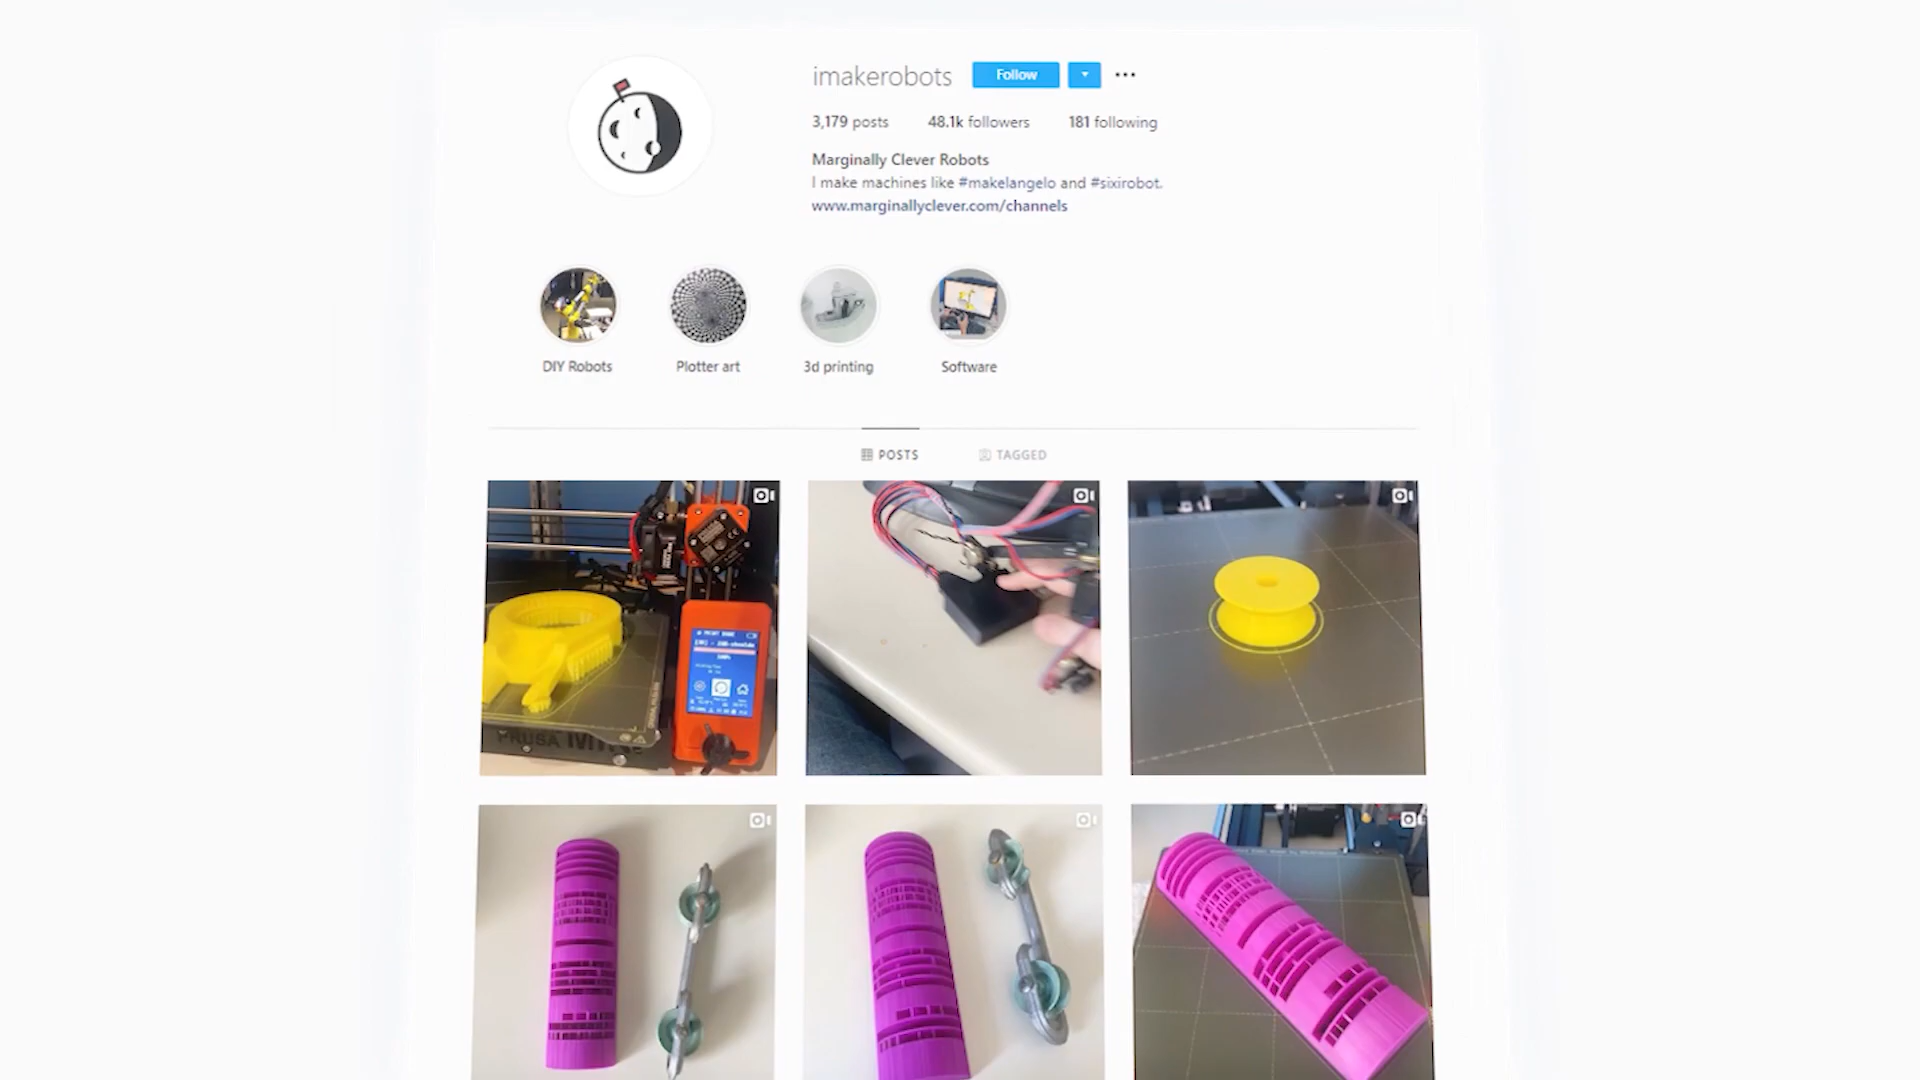 imakerobots
Follow
3,179 posts 48.1k followers 181 following
Marginally Clever Robots
I make machines like #makelangelo and #sixirobot.
www.marginallyclever.com/channels
DIY Robots Plotter art 3d printing Software
POSTS TAGGED
PRUSA